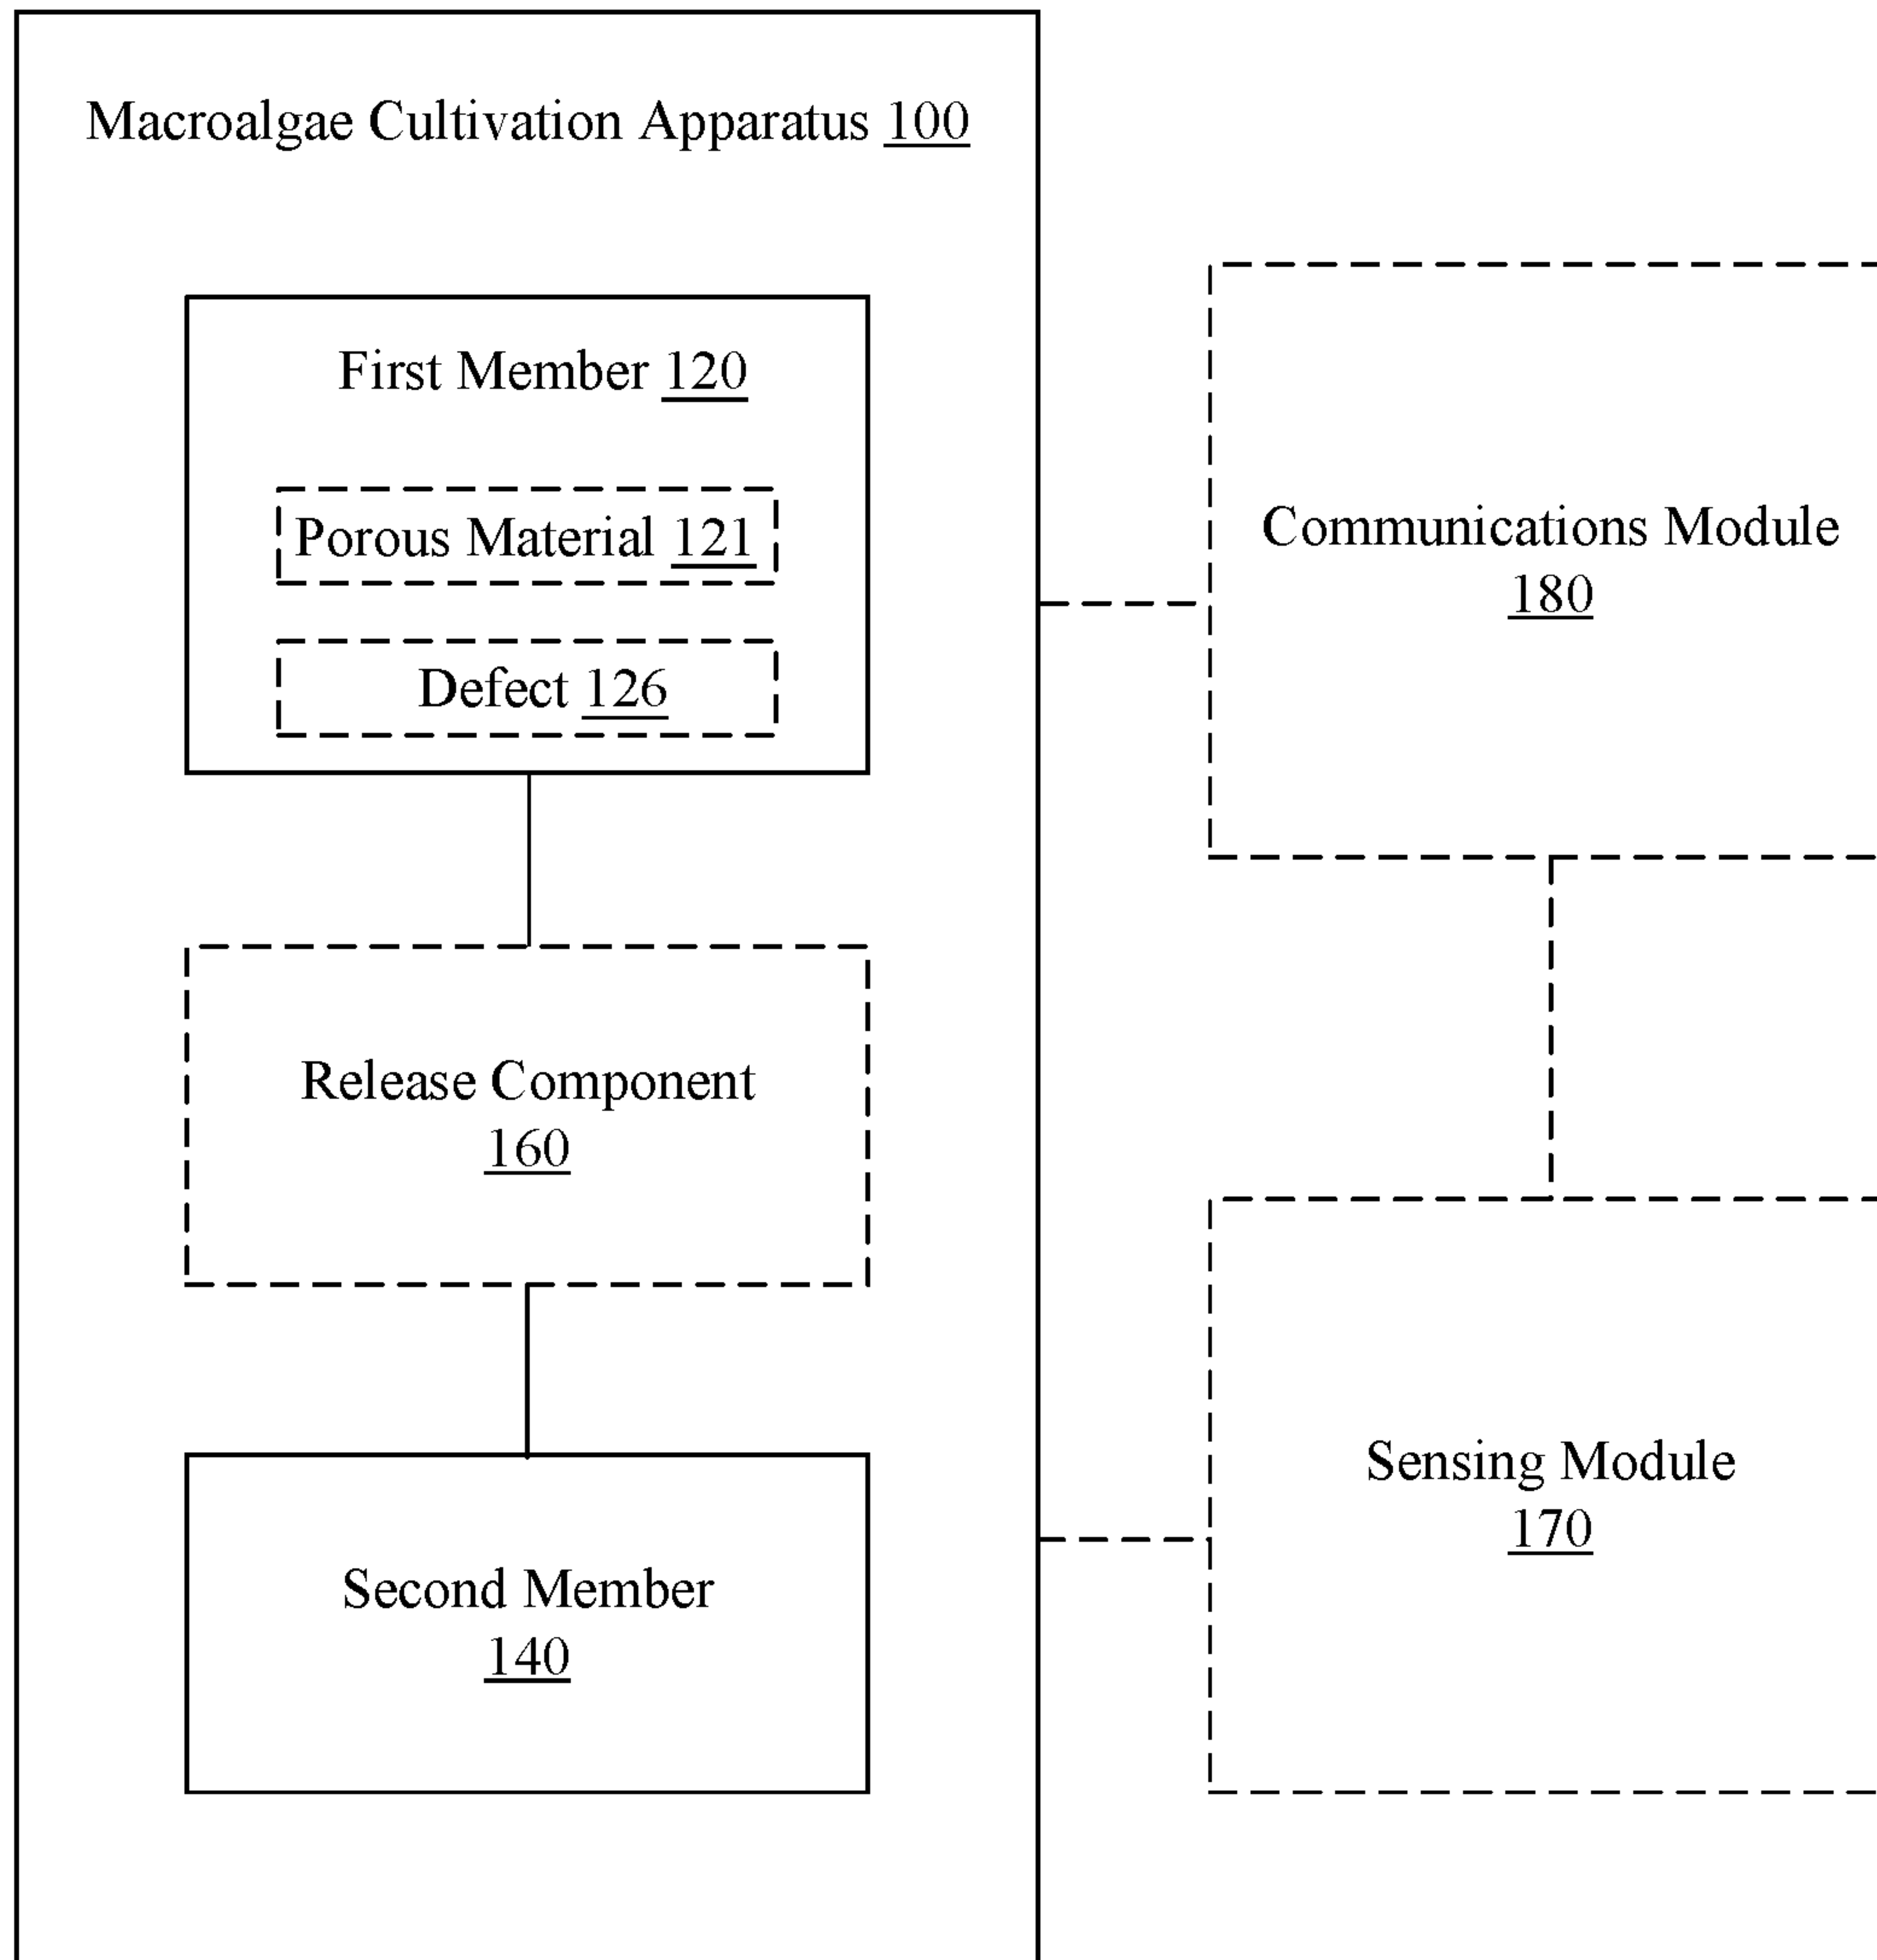 Macroalgae Cultivation Apparatus 100
First Member 120
Porous Material 121
Defect 126
Release Component
160
Second Member
140
Communications Module
180
Sensing Module
170